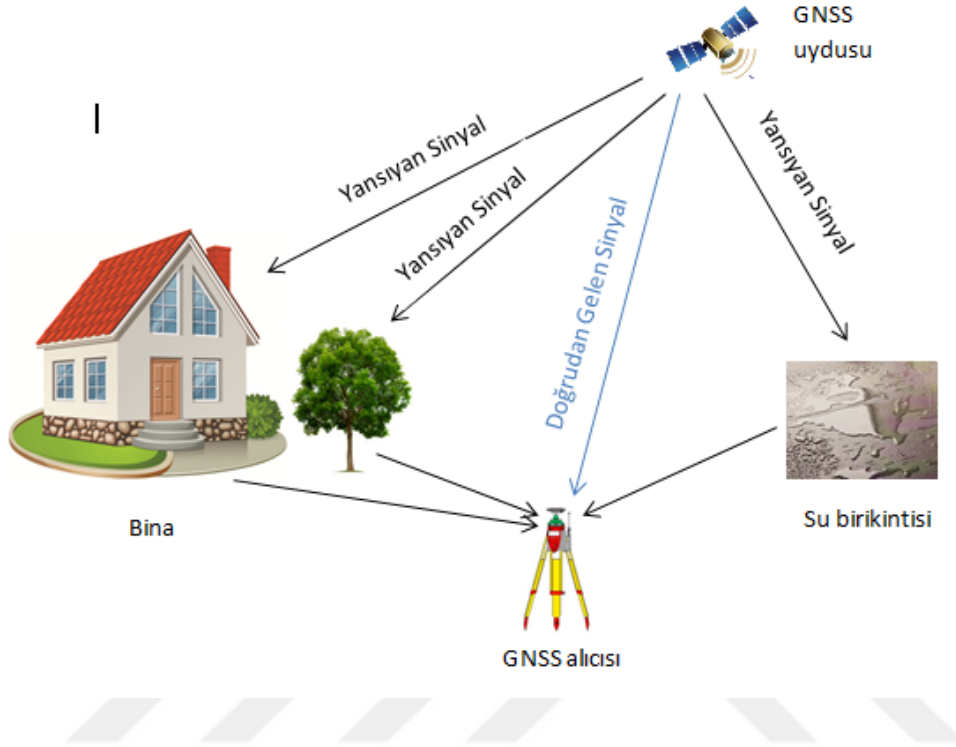 GNSS
uydusu
Yansıyan Sinyal
Yansıyan Sinyal
Doğrudan Gelen Sinyal
Yansıyan Sinyal
Bina
Su birikintisi
GNSS alıcısı